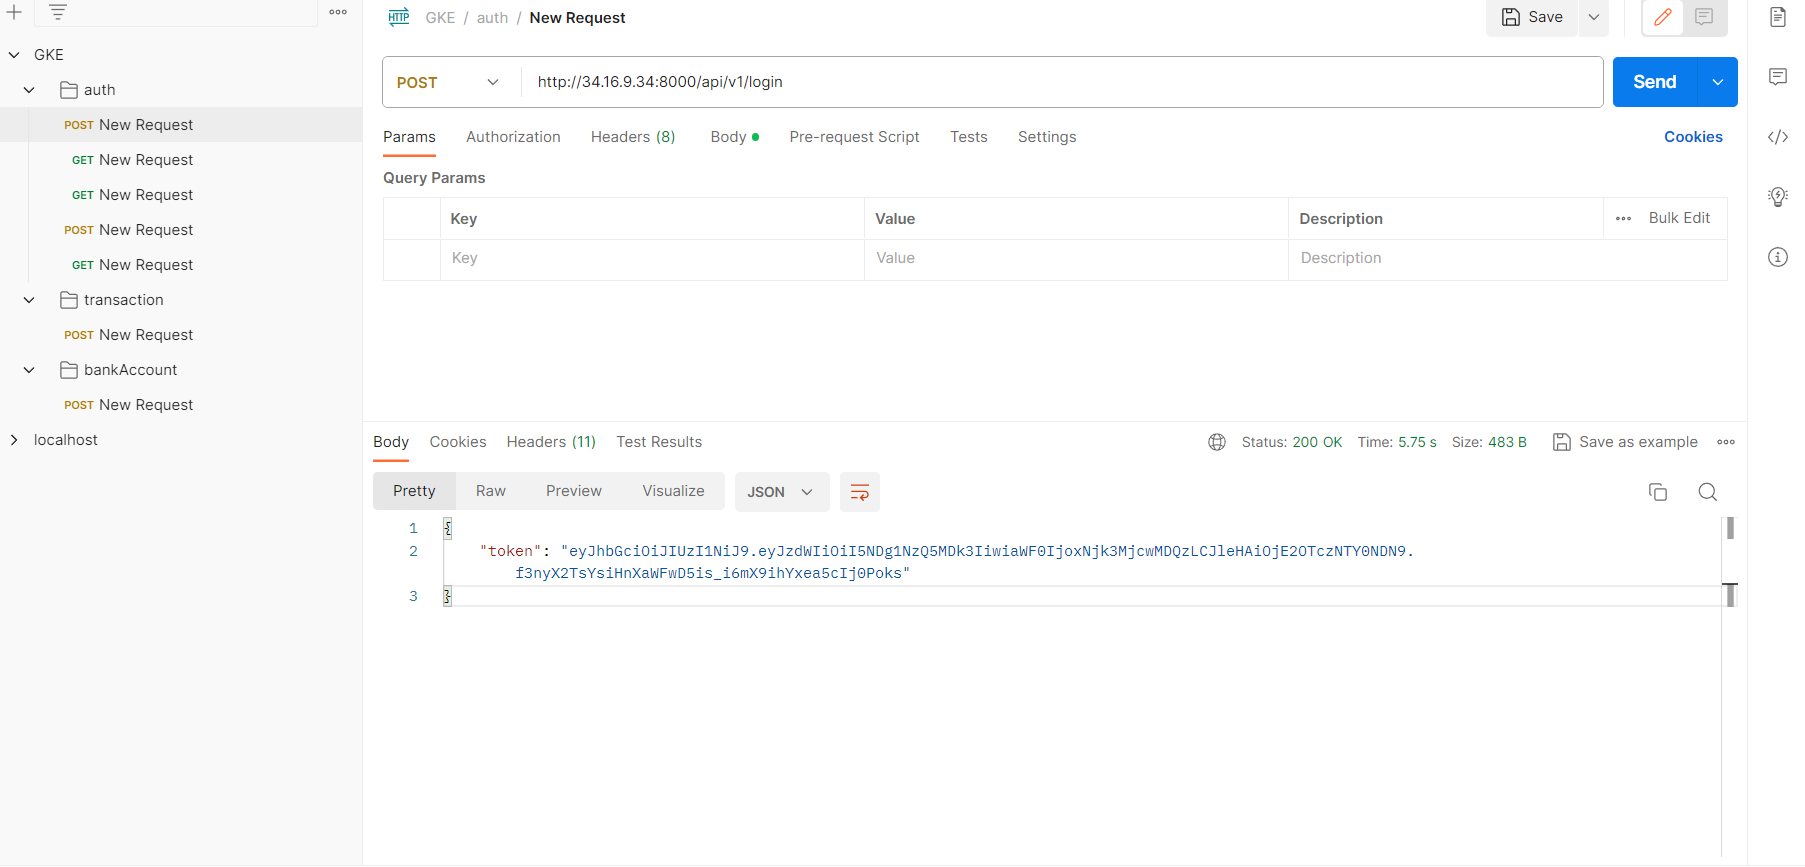 GKE / auth / New Request
Save
GKE
auth
POST New Request
GET New Request
GET New Request
POST New Request
GET New Request
transaction
POST New Request
bankAccount
POST New Request
localhost
POST http://34.16.9.34:8000/api/v1/login Send
Params Authorization Headers (8) Body Pre-request Script Tests Settings Cookies
Query Params
Key Value Description Bulk Edit
Key Value Description
Body Cookies Headers (11) Test Results Status: 200 OK Time: 5.75 s Size: 483 B Save as example
Pretty Raw Preview Visualize JSON
1 {
2 "token": "eyJhbGciOiJIUzI1NiJ9.eyJzdWIiOiI5NDg1NzQ5MDk3IiwiaWF0IjoxNjk3MjcwMDQzLCJleHAiOjE2OTczNTY0NDN9.
f3nyX2TsYsiHnXaWFwD5is_i6mX9ihYxea5cIj0Poks"
3 }